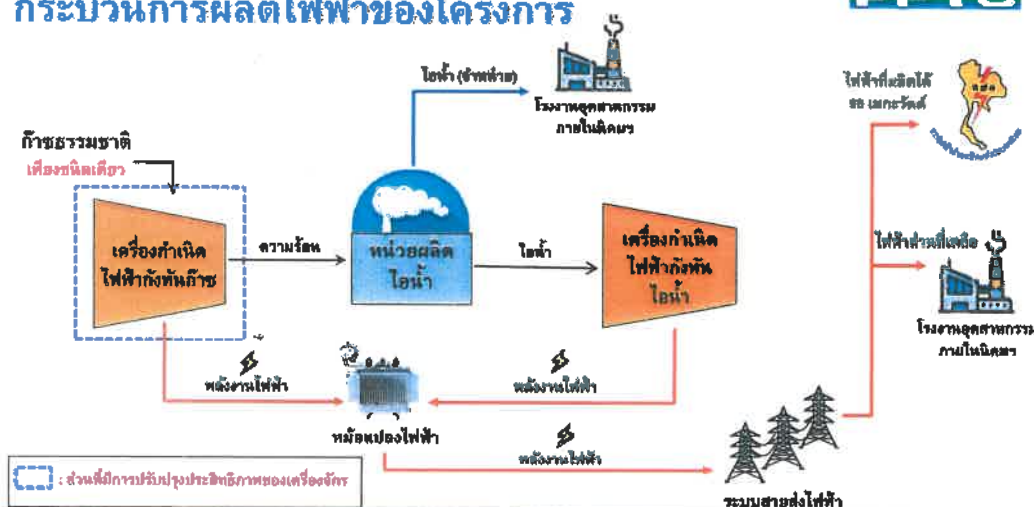 กระบวนการผลิตไฟฟ้าของโครงการ
ไอน้ำ (จำหน่าย)
โรงงานอุตสาหกรรม
ภายในนิคมฯ
ไฟฟ้าที่ผลิตได้
เมกะวัตต์
กฟผ
ก๊าซธรรมชาติ
เพียงชนิดเดียว
เครื่องกำเนิด
ไฟฟ้ากังหันก๊าซ
ความร้อน
หน่วยผลิต
ไอน้ำ
ไอน้ำ
เครื่องกำเนิด
ไฟฟ้ากังหัน
ไอน้ำ
ไฟฟ้าส่วนที่เหลือ
โรงงานอุตสาหกรรม
ภายในนิคมฯ
พลังงานไฟฟ้า
พลังงานไฟฟ้า
หม้อแปลงไฟฟ้า
พลังงานไฟฟ้า
: ส่วนที่มีการปรับปรุงประสิทธิภาพของเครื่องจักร
ระบบสายส่งไฟฟ้า